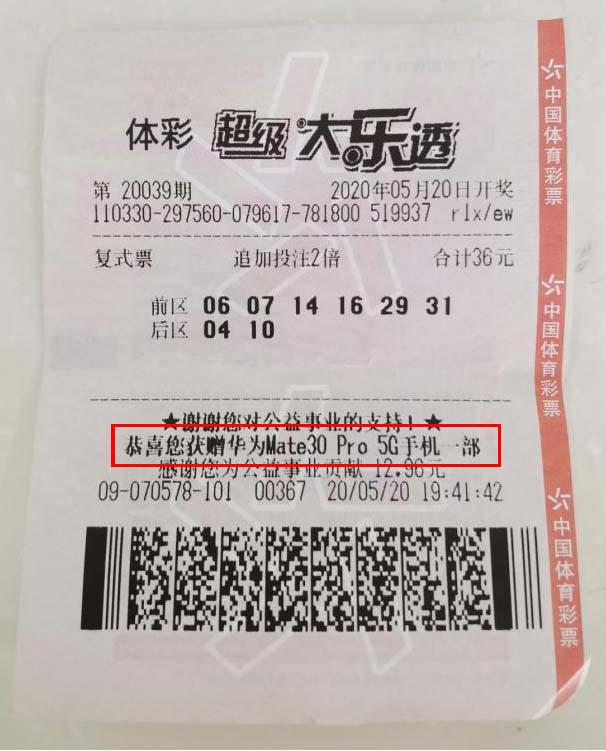 体彩 超级大乐透
第 20039期 2020年05月20日开奖
110330-297560-079617-781800 519937 rlx/ew
复式票 追加投注2倍 合计36元
前区 06 07 14 16 29 31
后区 04 10
★谢谢您对公益事业的支持！★
恭喜您获赠华为Mate30 Pro 5G手机一部
感谢您为公益事业贡献 12.96元
09-070578-101 00367 20/05/20 19:41:42
中国体育彩票
中国体育彩票
中国体育彩票